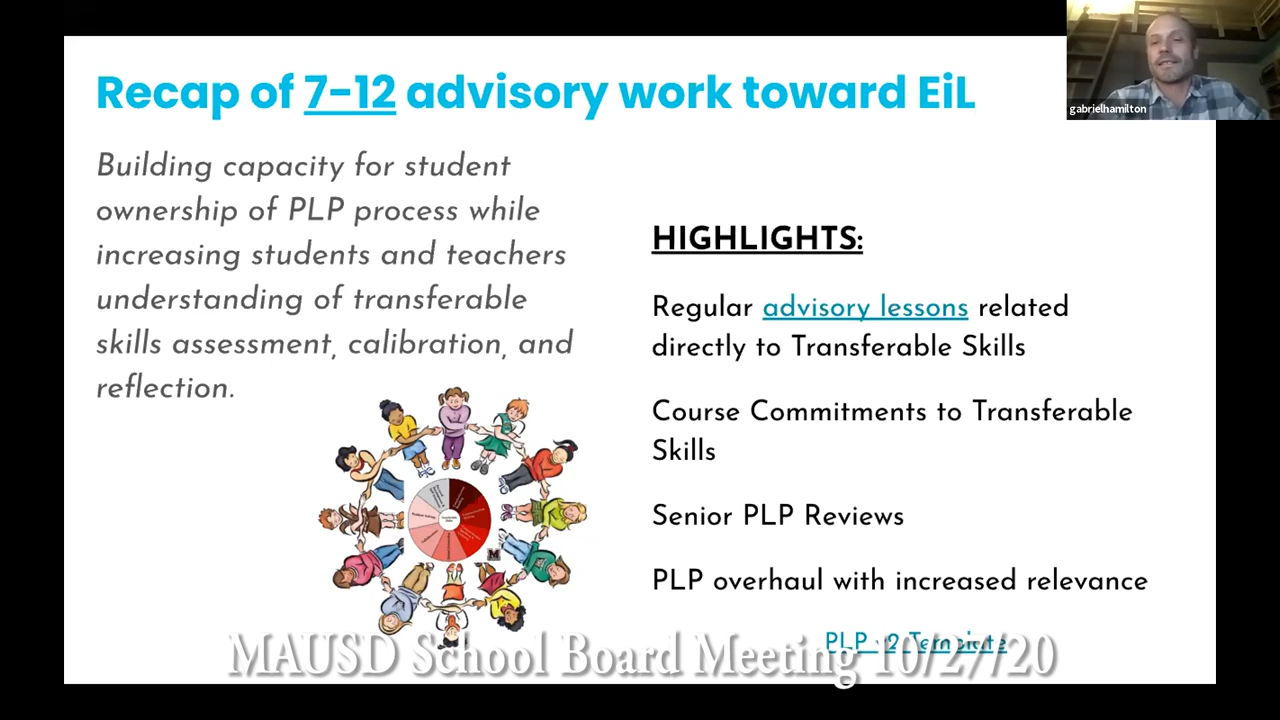 Recap of 7-12 advisory work toward EiL
gabrielhamilton
Building capacity for student
ownership of PLP process while
increasing students and teachers
understanding of transferable
skills assessment, calibration, and
reflection.
HIGHLIGHTS:
Regular advisory lessons related
directly to Transferable Skills
Course Commitments to Transferable
Skills
Senior PLP Reviews
PLP overhaul with increased relevance
PLP v2 Template
MAUSD School Board Meeting 10/27/20